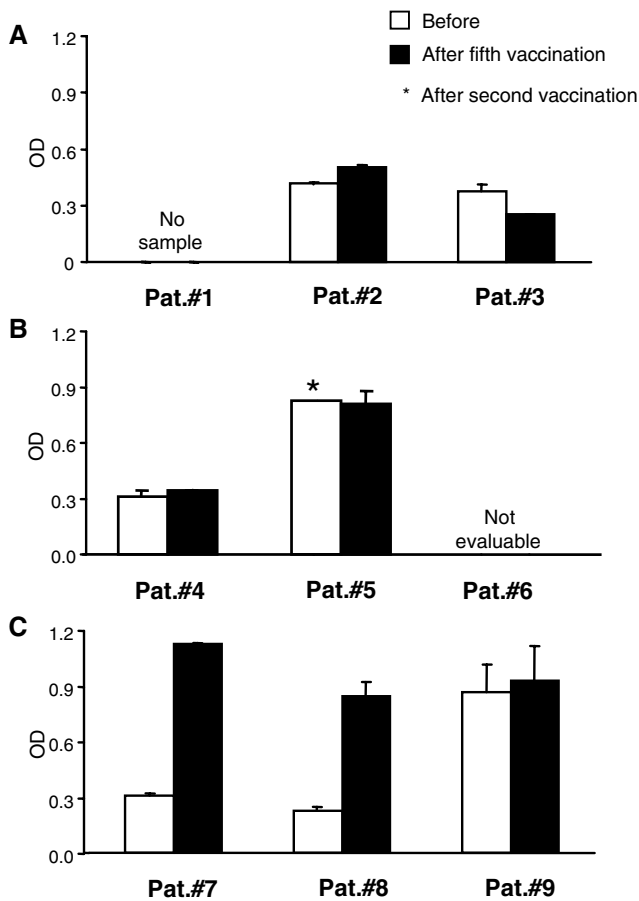 Before
After fifth vaccination
* After second vaccination
A
1.2
0.9
0.6
0.3
0
OD
No
sample
Pat.#1
Pat.#2
Pat.#3
B
1.2
0.9
0.6
0.3
0.0
OD
*
Not
evaluable
Pat.#4
Pat.#5
Pat.#6
C
1.2
0.9
0.6
0.3
0.0
OD
Pat.#7
Pat.#8
Pat.#9